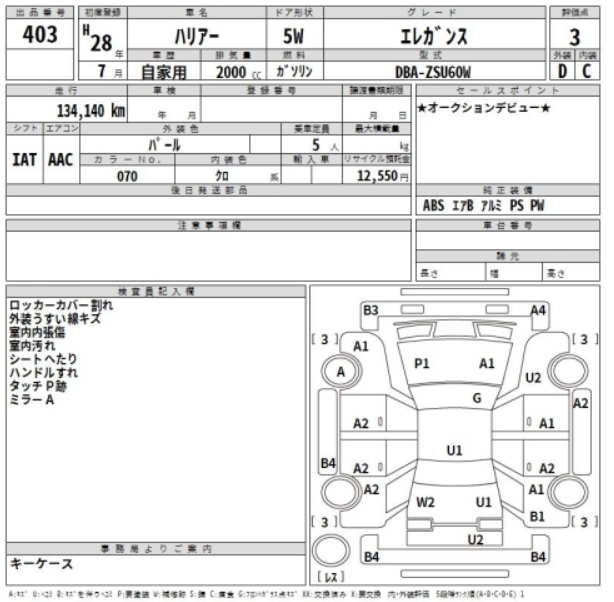 出品番号
初度登録
車名
ドア形状
グレード
評価点
403
H28年
ハリアー
5W
エレガンス
3
車歴
排気量
燃料
型式
外装
内装
7月
自家用
2000 cc
ガソリン
DBA-ZSU60W
D
C
走行
車検
登録番号
譲渡書類期限
セールスポイント
134,140 km
年 月
月 日
★オークションデビュー★
シフト
エアコン
外装色
乗車定員
最大積載量
IAT
AAC
パール
5 人
kg
カラーNo.
内装色
輸入車
リサイクル預託金
070
クロ 系
12,550 円
後日発送部品
純正装備
ABS エアB アルミ PS PW
注意事項欄
車台番号
諸元
長さ
幅
高さ
検査員記入欄
ロッカーカバー割れ
外装うすい線キズ
室内内張傷
室内汚れ
シートへたり
ハンドルすれ
タッチP跡
ミラーA
B3
A4
[ 3 ]
[ 3 ]
A1
P1
A1
A
U2
G
A2
A2
A1
U1
B4
A2
A2
A2
A1
W2
U1
B1
[ 3 ]
[ 3 ]
U2
B4
B4
[ レス ]
事務局よりご案内
キーケース
A:キズ U:ヘコミ B:キズを伴うヘコミ P:要塗装 W:補修跡 S:錆 C:腐食 G:フロントガラス点キズ XX:交換済み X:要交換 内・外装評価 5段階ランク順(A・B・C・D・E) 1